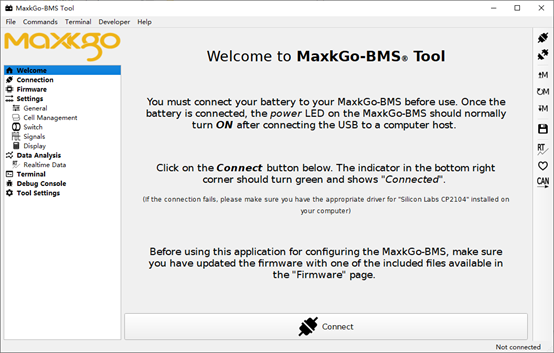 MaxkGo-BMS Tool
File Commands Terminal Developer Help
maxkgo
Welcome
Connection
Firmware
Settings
General
Cell Management
Switch
Signals
Display
Data Analysis
Realtime Data
Terminal
Debug Console
Tool Settings
Welcome to MaxkGo-BMS® Tool
You must connect your battery to your MaxkGo-BMS before use. Once
the battery is connected, the power LED on the MaxkGo-BMS should normally
turn ON after connecting the USB to a computer host.
Click on the Connect button below. The indicator in the bottom right
corner should turn green and shows "Connected".
(If the connection fails, please make sure you have the appropriate driver for "Silicon Labs CP2104" installed on
your computer)
Before using this application for configuring the MaxkGo-BMS, make sure
you have updated the firmware with one of the included files available in
the "Firmware" page.
Connect
↑M
↻M
↓M
RT
CAN
Not connected